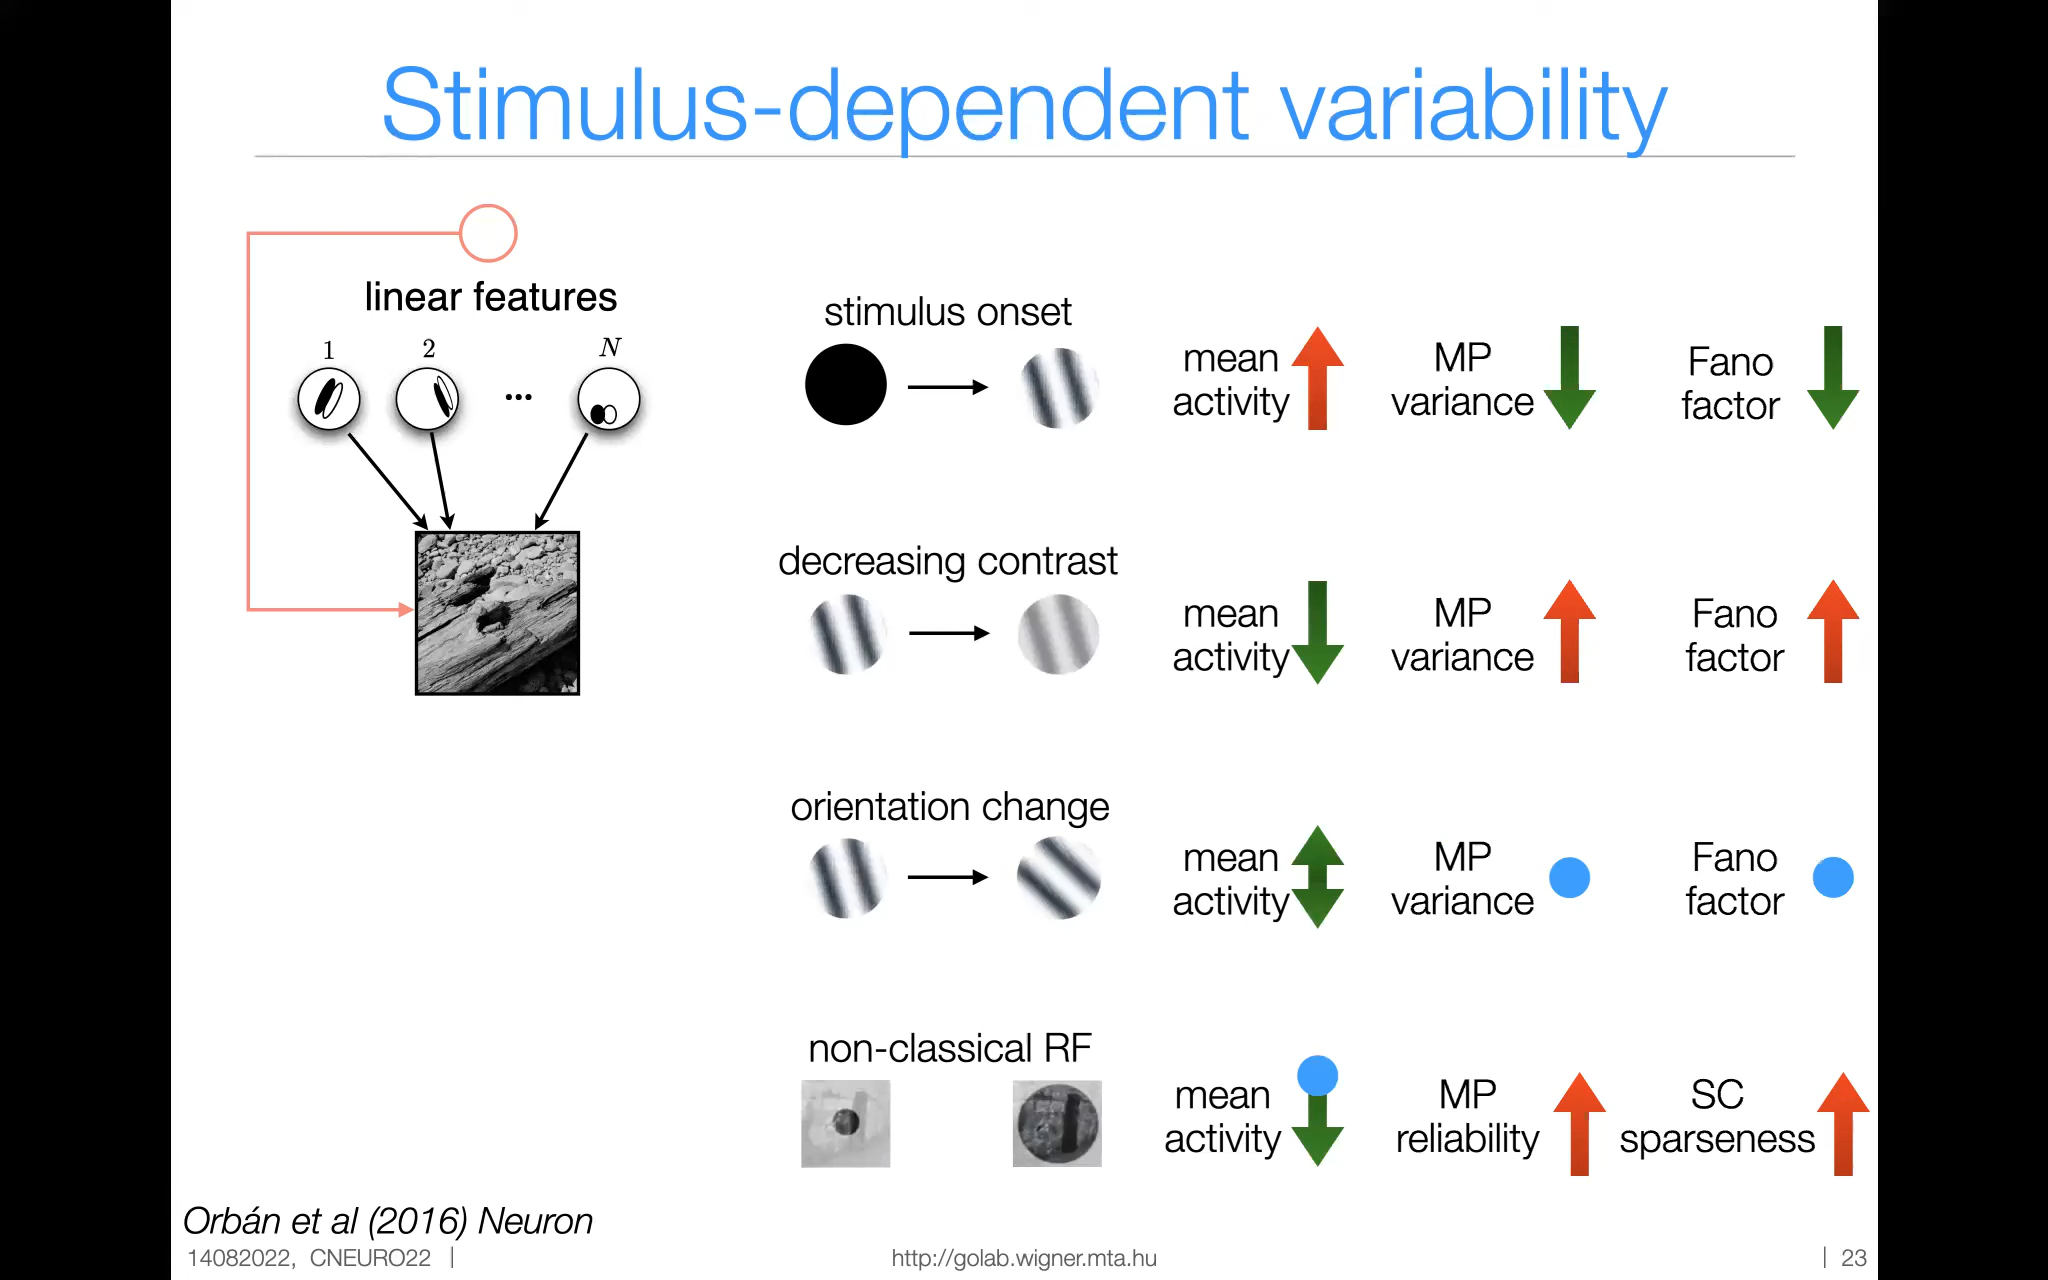 Stimulus-dependent variability
linear features
1
2
N
...
stimulus onset
mean
activity
MP
variance
Fano
factor
decreasing contrast
mean
activity
MP
variance
Fano
factor
orientation change
mean
activity
MP
variance
Fano
factor
non-classical RF
mean
activity
MP
reliability
SC
sparseness
Orbán et al (2016) Neuron
14082022, CNEURO22 |
http://golab.wigner.mta.hu
| 23